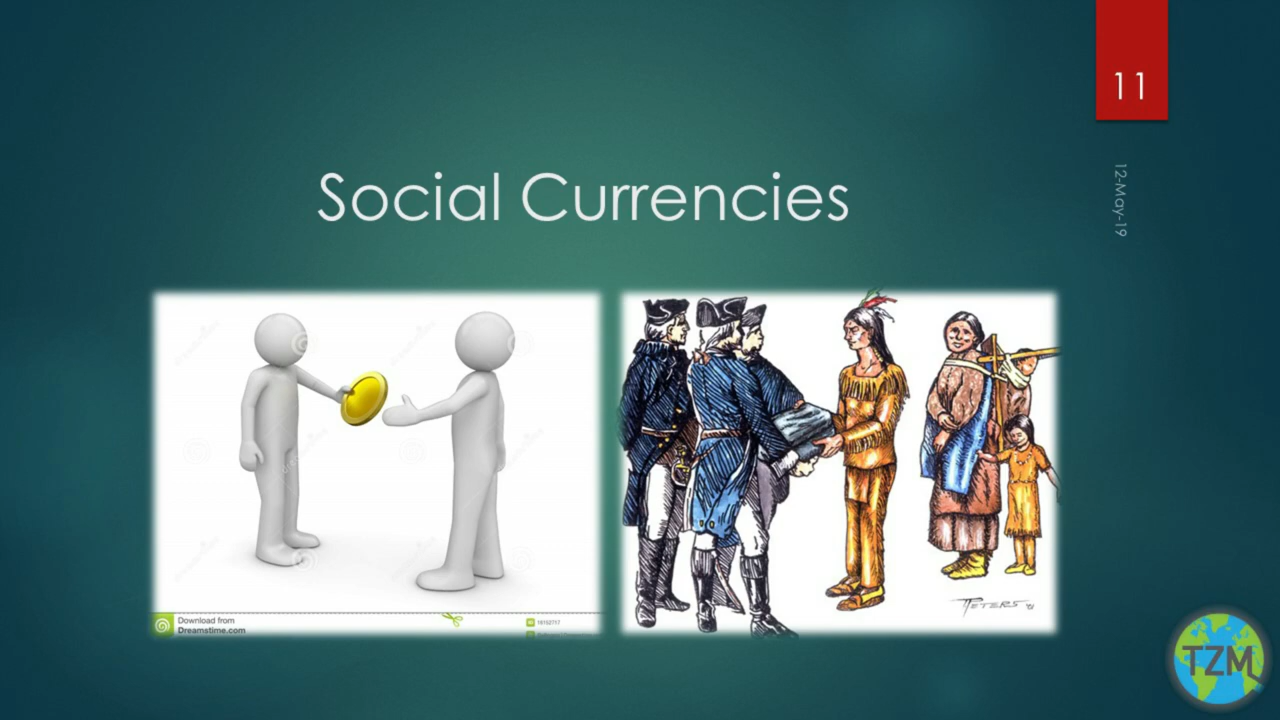 11
12-May-19
Social Currencies
Download from
Dreamstime.com
PETERS
TZM